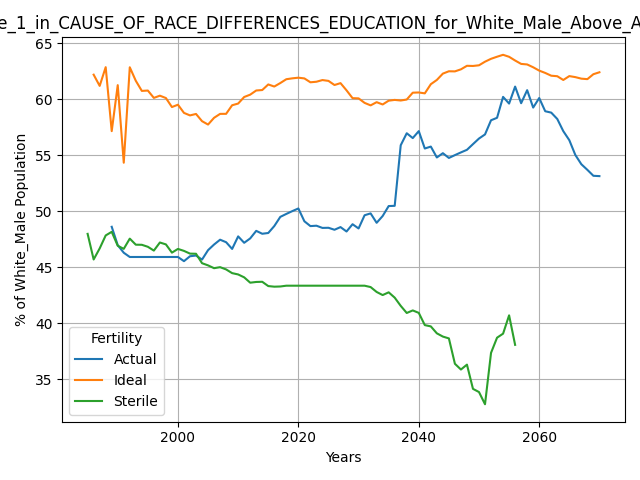 e_1_in_CAUSE_OF_RACE_DIFFERENCES_EDUCATION_for_White_Male_Above_A
65
60
55
50
45
40
35
% of White_Male Population
Fertility
Actual
Ideal
Sterile
2000
2020
2040
2060
Years